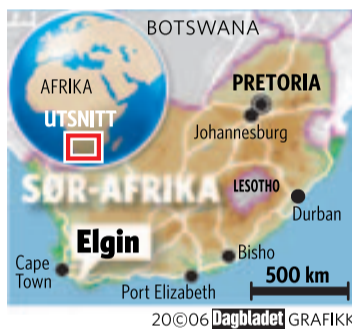 BOTSWANA
AFRIKA
UTSNITT
PRETORIA
Johannesburg
SØR-AFRIKA
LESOTHO
Durban
Elgin
Bisho
Cape
Town
Port Elizabeth
500 km
20©06 Dagbladet GRAFIKK